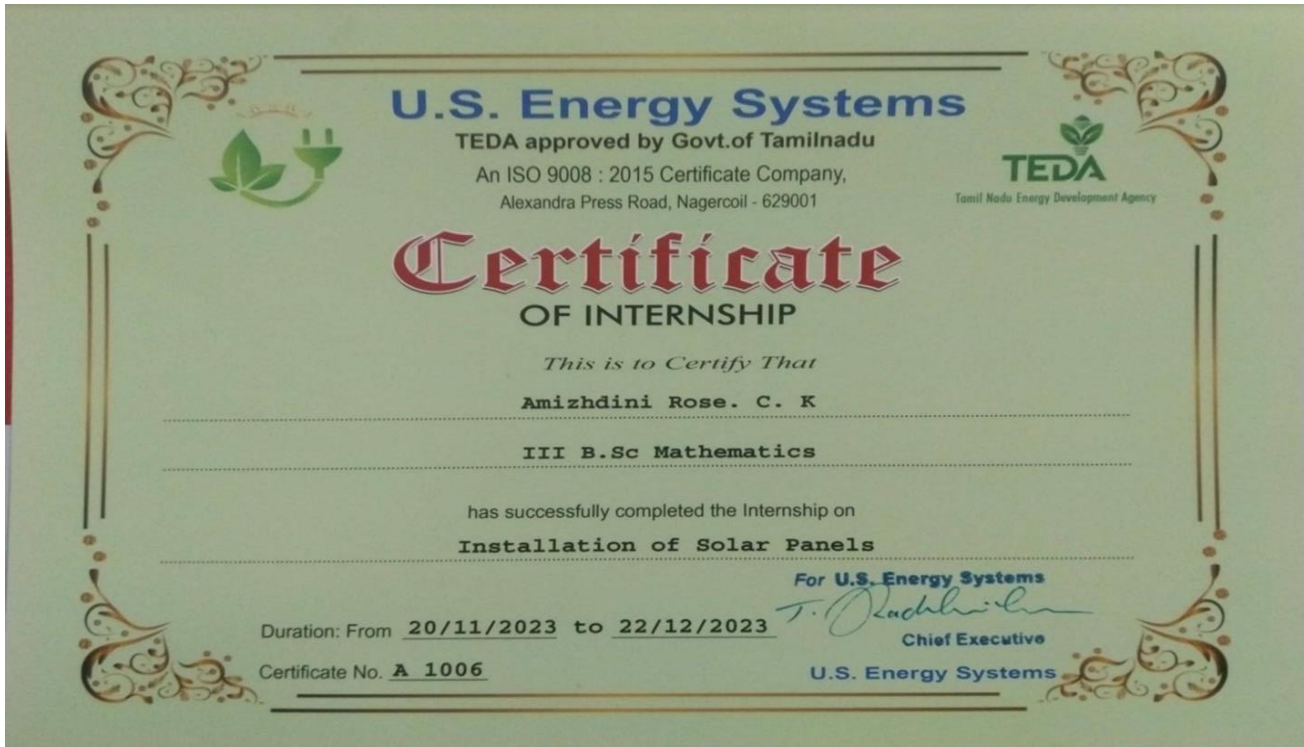 U.S. Energy Systems
TEDA approved by Govt.of Tamilnadu
An ISO 9008 : 2015 Certificate Company,
Alexandra Press Road, Nagercoil - 629001
TEDA
Tamil Nadu Energy Development Agency
Certificate
OF INTERNSHIP
This is to Certify That
Amizhdini Rose. C. K
III B.Sc Mathematics
has successfully completed the Internship on
Installation of Solar Panels
For U.S. Energy Systems
Duration: From 20/11/2023 to 22/12/2023
Chief Executive
Certificate No. A 1006
U.S. Energy Systems